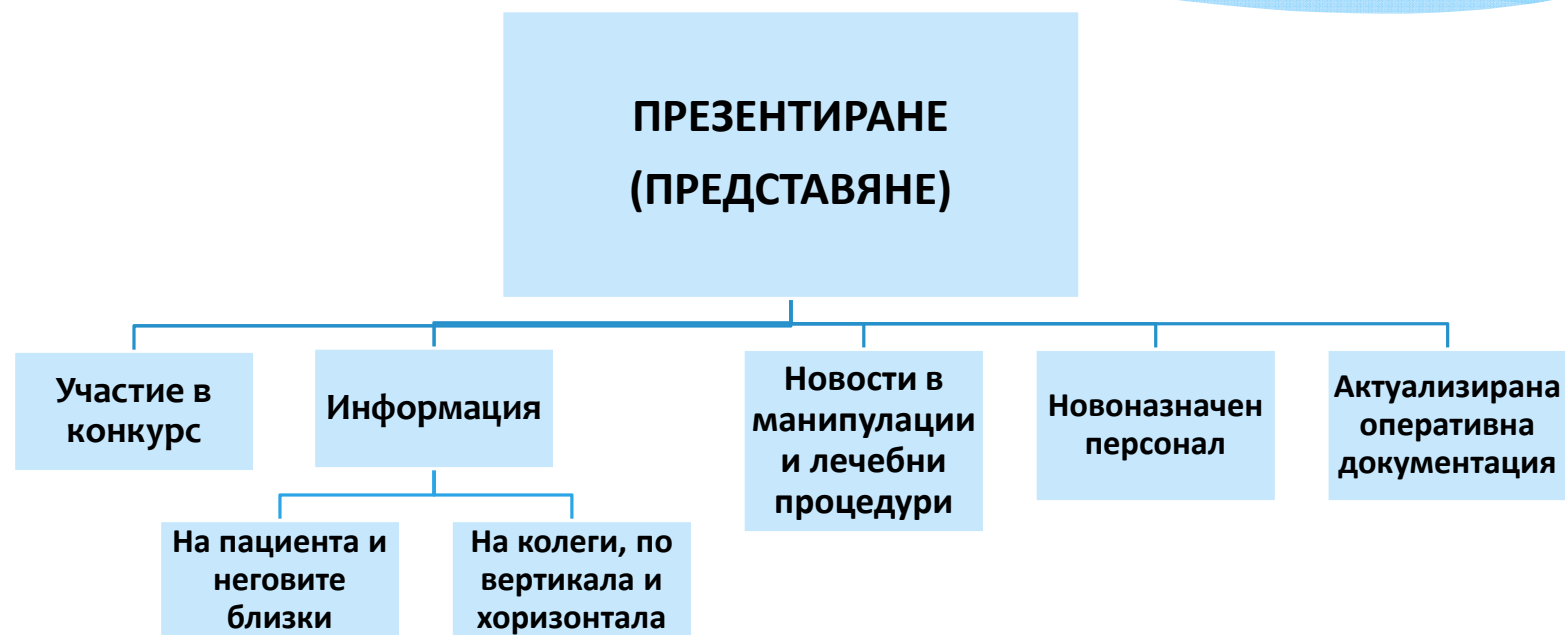 ПРЕЗЕНТИРАНЕ
(ПРЕДСТАВЯНЕ)
Участие в
конкурс
Информация
Новости в
манипулации
и лечебни
процедури
Новоназначен
персонал
Актуализирана
оперативна
документация
На пациента и
неговите
близки
На колеги, по
вертикала и
хоризонтала